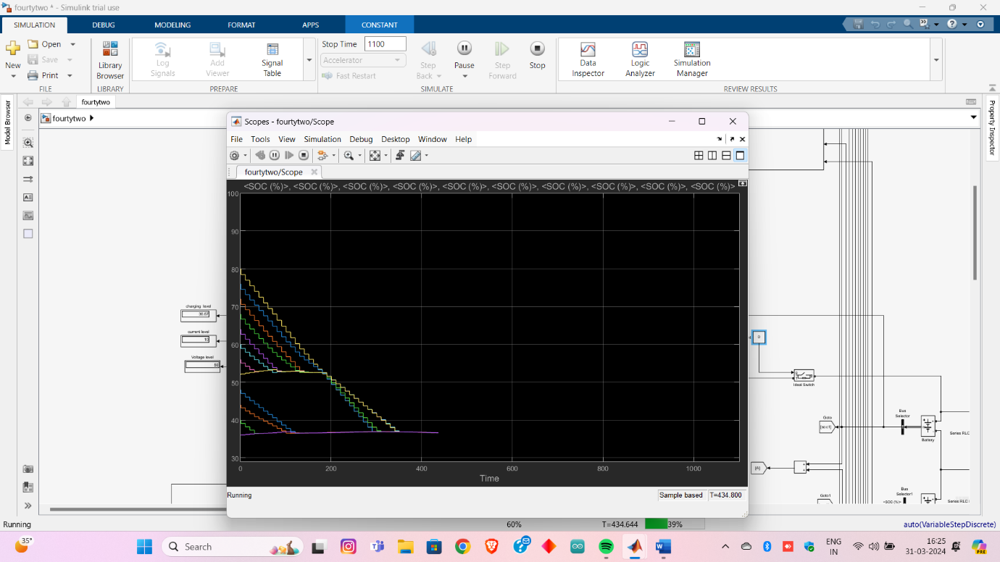 fourtytwo * - Simulink trial use
SIMULATION DEBUG MODELING FORMAT APPS CONSTANT
New
Open
Save
Print
FILE
Library Browser
LIBRARY
Log Signals
Add Viewer
Signal Table
PREPARE
Stop Time 1100
Accelerator
Fast Restart
Step Back
Pause
Step Forward
Stop
SIMULATE
Data Inspector
Logic Analyzer
Simulation Manager
REVIEW RESULTS
Model Browser
fourtytwo
fourtytwo
Property Inspector
Scopes - fourtytwo/Scope
File Tools View Simulation Debug Desktop Window Help
fourtytwo/Scope
<SOC (%)>, <SOC (%)>, <SOC (%)>, <SOC (%)>, <SOC (%)>, <SOC (%)>, <SOC (%)>, <SOC (%)>, <SOC (%)>, <SOC (%)>
100
90
80
70
60
50
40
30
0 200 400 600 800 1000
Time
Running Sample based T=434.800
charging level
36.67
current level
10
Voltage level
50
0
Ideal Switch
Goto
[soc1]
Bus Selector
Battery
Series RLC
[A]
Goto1
Bus Selector1
<SOC (%)>
Series RLC
Running 60% T=434.644 39% auto(VariableStepDiscrete)
35°
Search
ENG
IN
16:25
31-03-2024
PRE